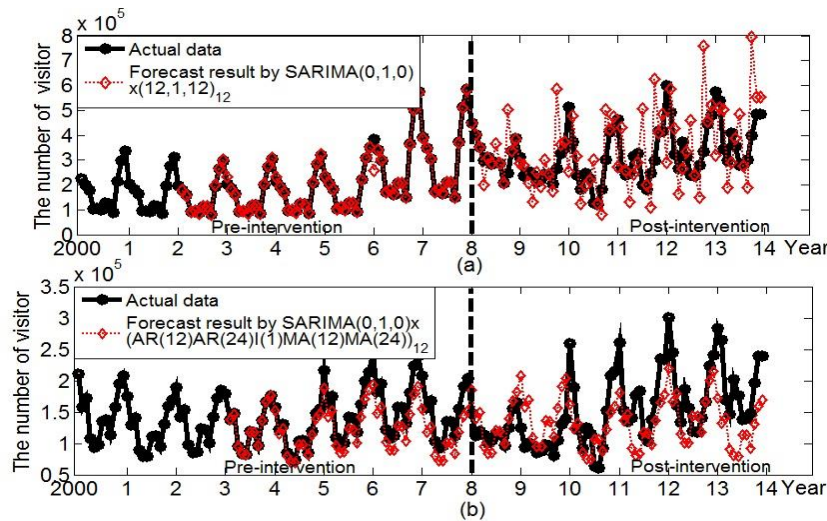 x 10^5
8
7
6
5
4
3
2
1
0
The number of visitor
Actual data
Forecast result by SARIMA(0,1,0)
x(12,1,12)_12
Pre-intervention
Post-intervention
2000 1 2 3 4 5 6 7 8 9 10 11 12 13 14 Year
(a)
x 10^5
3.5
3
2.5
2
1.5
1
0.5
The number of visitor
Actual data
Forecast result by SARIMA(0,1,0)x
(AR(12)AR(24)I(1)MA(12)MA(24))_12
Pre-intervention
Post-intervention
2000 1 2 3 4 5 6 7 8 9 10 11 12 13 14 Year
(b)